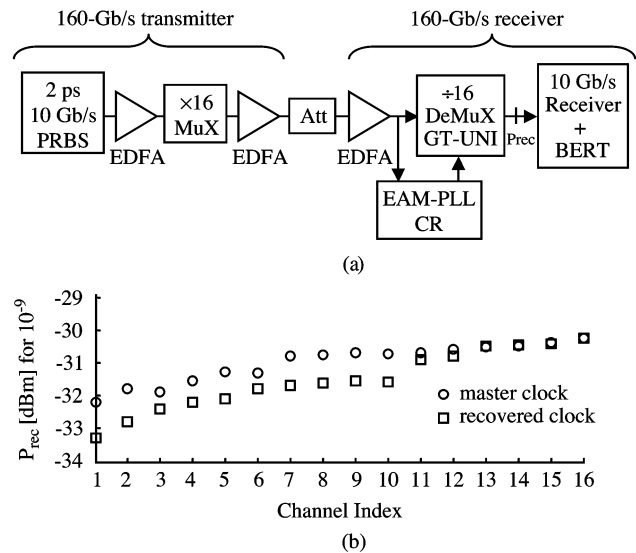 160-Gb/s transmitter
160-Gb/s receiver
2 ps
10 Gb/s
PRBS
EDFA
×16
MuX
EDFA
Att
EDFA
÷16
DeMuX
GT-UNI
Prec
10 Gb/s
Receiver
+
BERT
EAM-PLL
CR
(a)
P_rec [dBm] for 10^-9
-29
-30
-31
-32
-33
-34
master clock
recovered clock
1 2 3 4 5 6 7 8 9 10 11 12 13 14 15 16
Channel Index
(b)